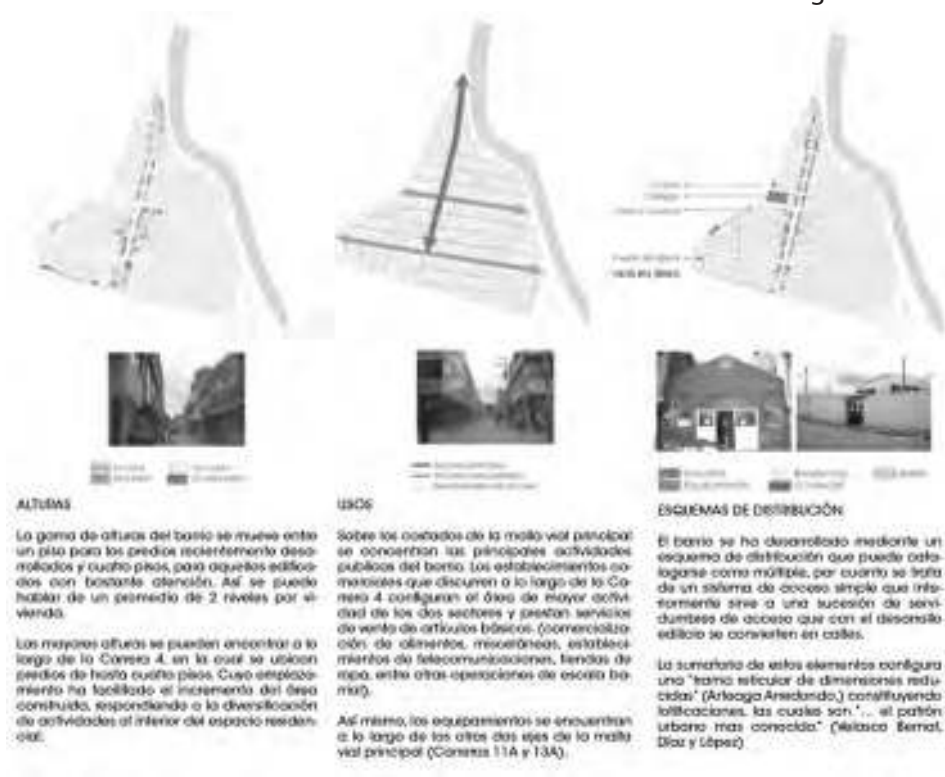 ALTURAS
La gama de alturas del barrio se mueve entre
un piso para los predios recientemente desa-
rrollados y cuatro pisos, para aquellos edifica-
dos con bastante atención. Así se puede
hablar de un promedio de 2 niveles por vi-
vienda.
Las mayores alturas se pueden encontrar a lo
largo de la Carrera 4, en la cual se ubican
predios de hasta cuatro pisos. Cuyo emplaza-
miento ha facilitado el incremento del área
construida, respondiendo a la diversificación
de actividades al interior del espacio residen-
cial.
USOS
Sobre los costados de la malla vial principal
se concentran las principales actividades
publicas del barrio. Los establecimientos co-
merciales que discurren a lo largo de la Ca-
rrera 4 configuran el área de mayor activi-
dad de los dos sectores y prestan servicios
de venta de artículos básicos. (comercializa-
ción de alimentos, misceláneas, estableci-
mientos de telecomunicaciones, tiendas de
ropa, entre otras operaciones de escala ba-
rrial).
Así mismo, los equipamientos se encuentran
a lo largo de los otros dos ejes de la malla
vial principal (Carreras 11A y 13A).
ESQUEMAS DE DISTRIBUCIÓN
El barrio se ha desarrollado mediante un
esquema de distribución que puede cata-
logarse como múltiple, por cuanto se trata
de un sistema de acceso simple que inte-
riormente sirve a una sucesión de servi-
dumbres de acceso que con el desarrollo
edilicio se convierten en calles.
La sumatoria de estos elementos configura
una "trama reticular de dimensiones redu-
cidas" (Arteaga Arredondo,) constituyendo
lotificaciones, las cuales son "... el patrón
urbano mas conocido." (Velasco Bernal,
Díaz y López)